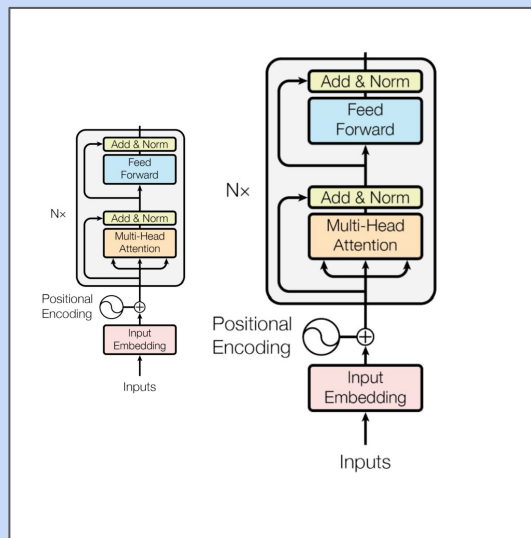 Add & Norm
Feed
Forward
N×
Add & Norm
Multi-Head
Attention
Positional
Encoding
Input
Embedding
Inputs
Add & Norm
Feed
Forward
N×
Add & Norm
Multi-Head
Attention
Positional
Encoding
Input
Embedding
Inputs